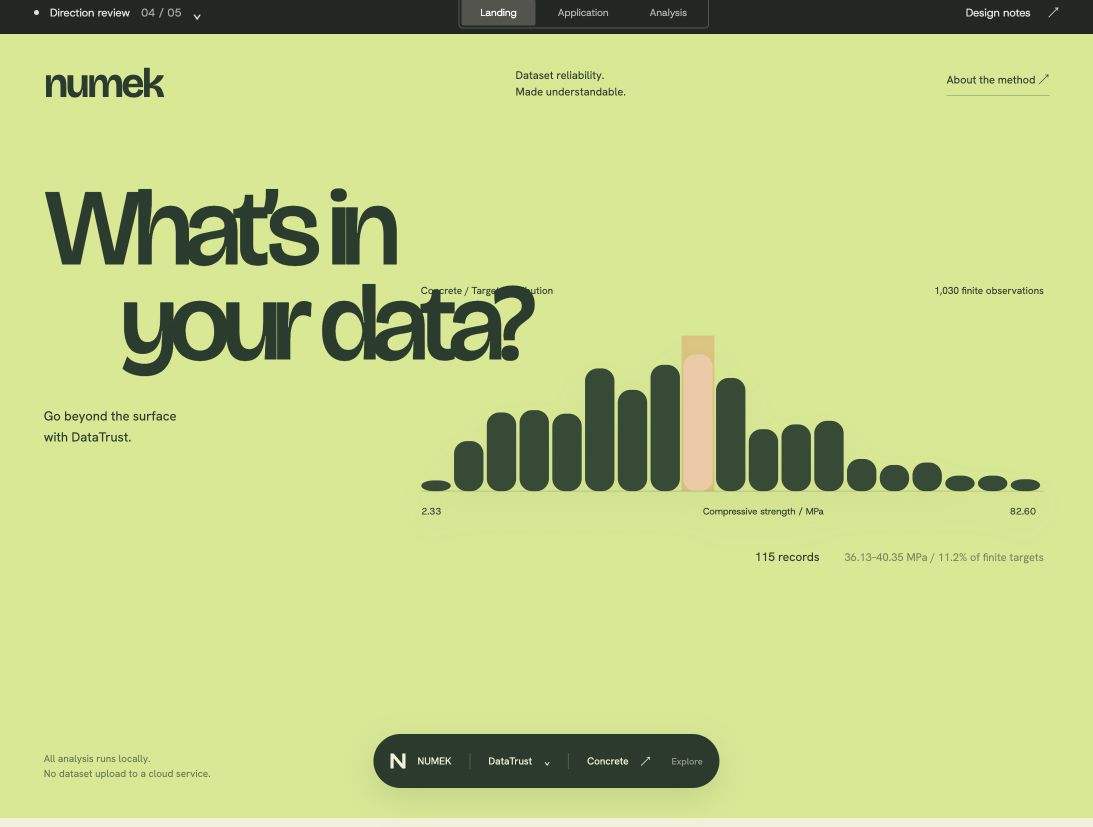 Direction review 04 / 05
Landing Application Analysis
Design notes
numek
Dataset reliability.
Made understandable.
About the method
What's in
your data?
Concrete / Target distribution
1,030 finite observations
Go beyond the surface
with DataTrust.
2.33
Compressive strength / MPa
82.60
115 records
36.13–40.35 MPa / 11.2% of finite targets
All analysis runs locally.
No dataset upload to a cloud service.
N NUMEK DataTrust Concrete Explore